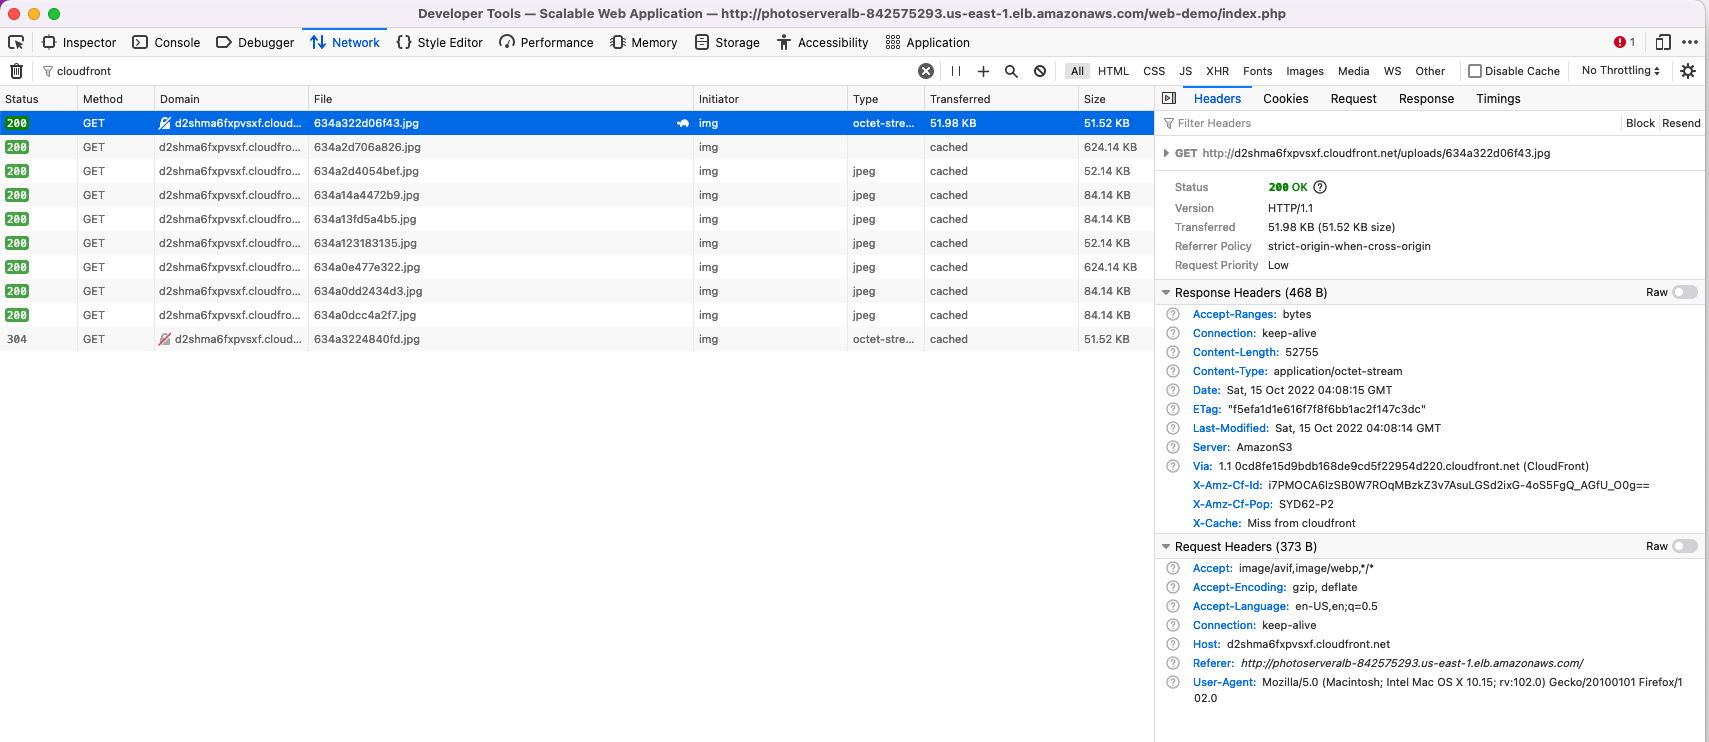 Developer Tools — Scalable Web Application — http://photoserveralb-842575293.us-east-1.elb.amazonaws.com/web-demo/index.php
Inspector Console Debugger Network Style Editor Performance Memory Storage Accessibility Application 1
cloudfront All HTML CSS JS XHR Fonts Images Media WS Other Disable Cache No Throttling
Status Method Domain File Initiator Type Transferred Size
200 GET d2shma6fxpvsxf.cloud... 634a322d06f43.jpg img octet-stre... 51.98 KB 51.52 KB
200 GET d2shma6fxpvsxf.cloudfro... 634a2d706a826.jpg img cached 624.14 KB
200 GET d2shma6fxpvsxf.cloudfro... 634a2d4054bef.jpg img jpeg cached 52.14 KB
200 GET d2shma6fxpvsxf.cloudfro... 634a14a4472b9.jpg img jpeg cached 84.14 KB
200 GET d2shma6fxpvsxf.cloudfro... 634a13fd5a4b5.jpg img jpeg cached 84.14 KB
200 GET d2shma6fxpvsxf.cloudfro... 634a123183135.jpg img jpeg cached 52.14 KB
200 GET d2shma6fxpvsxf.cloudfro... 634a0e477e322.jpg img jpeg cached 624.14 KB
200 GET d2shma6fxpvsxf.cloudfro... 634a0dd2434d3.jpg img jpeg cached 84.14 KB
200 GET d2shma6fxpvsxf.cloudfro... 634a0dcc4a2f7.jpg img jpeg cached 84.14 KB
304 GET d2shma6fxpvsxf.cloud... 634a3224840fd.jpg img octet-stre... cached 51.52 KB
Headers Cookies Request Response Timings
Filter Headers Block Resend
GET http://d2shma6fxpvsxf.cloudfront.net/uploads/634a322d06f43.jpg
Status 200 OK
Version HTTP/1.1
Transferred 51.98 KB (51.52 KB size)
Referrer Policy strict-origin-when-cross-origin
Request Priority Low
Response Headers (468 B) Raw
Accept-Ranges: bytes
Connection: keep-alive
Content-Length: 52755
Content-Type: application/octet-stream
Date: Sat, 15 Oct 2022 04:08:15 GMT
ETag: "f5efa1d1e616f7f8f6bb1ac2f147c3dc"
Last-Modified: Sat, 15 Oct 2022 04:08:14 GMT
Server: AmazonS3
Via: 1.1 0cd8fe15d9bdb168de9cd5f22954d220.cloudfront.net (CloudFront)
X-Amz-Cf-Id: i7PMOCA6lzSB0W7ROqMBzkZ3v7AsuLGSd2ixG-4oS5FgQ_AGfU_O0g==
X-Amz-Cf-Pop: SYD62-P2
X-Cache: Miss from cloudfront
Request Headers (373 B) Raw
Accept: image/avif,image/webp,*/*
Accept-Encoding: gzip, deflate
Accept-Language: en-US,en;q=0.5
Connection: keep-alive
Host: d2shma6fxpvsxf.cloudfront.net
Referer: http://photoserveralb-842575293.us-east-1.elb.amazonaws.com/
User-Agent: Mozilla/5.0 (Macintosh; Intel Mac OS X 10.15; rv:102.0) Gecko/20100101 Firefox/1
02.0